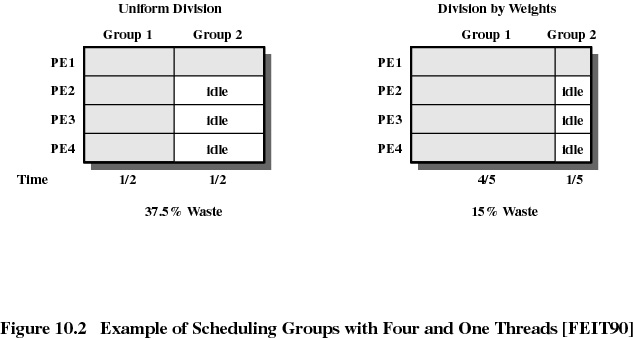 Uniform Division
Division by Weights
Group 1 Group 2
Group 1 Group 2
PE1
PE1
PE2 idle
PE2 idle
PE3 idle
PE3 idle
PE4 idle
PE4 idle
Time 1/2 1/2
4/5 1/5
37.5% Waste
15% Waste
Figure 10.2 Example of Scheduling Groups with Four and One Threads [FEIT90]